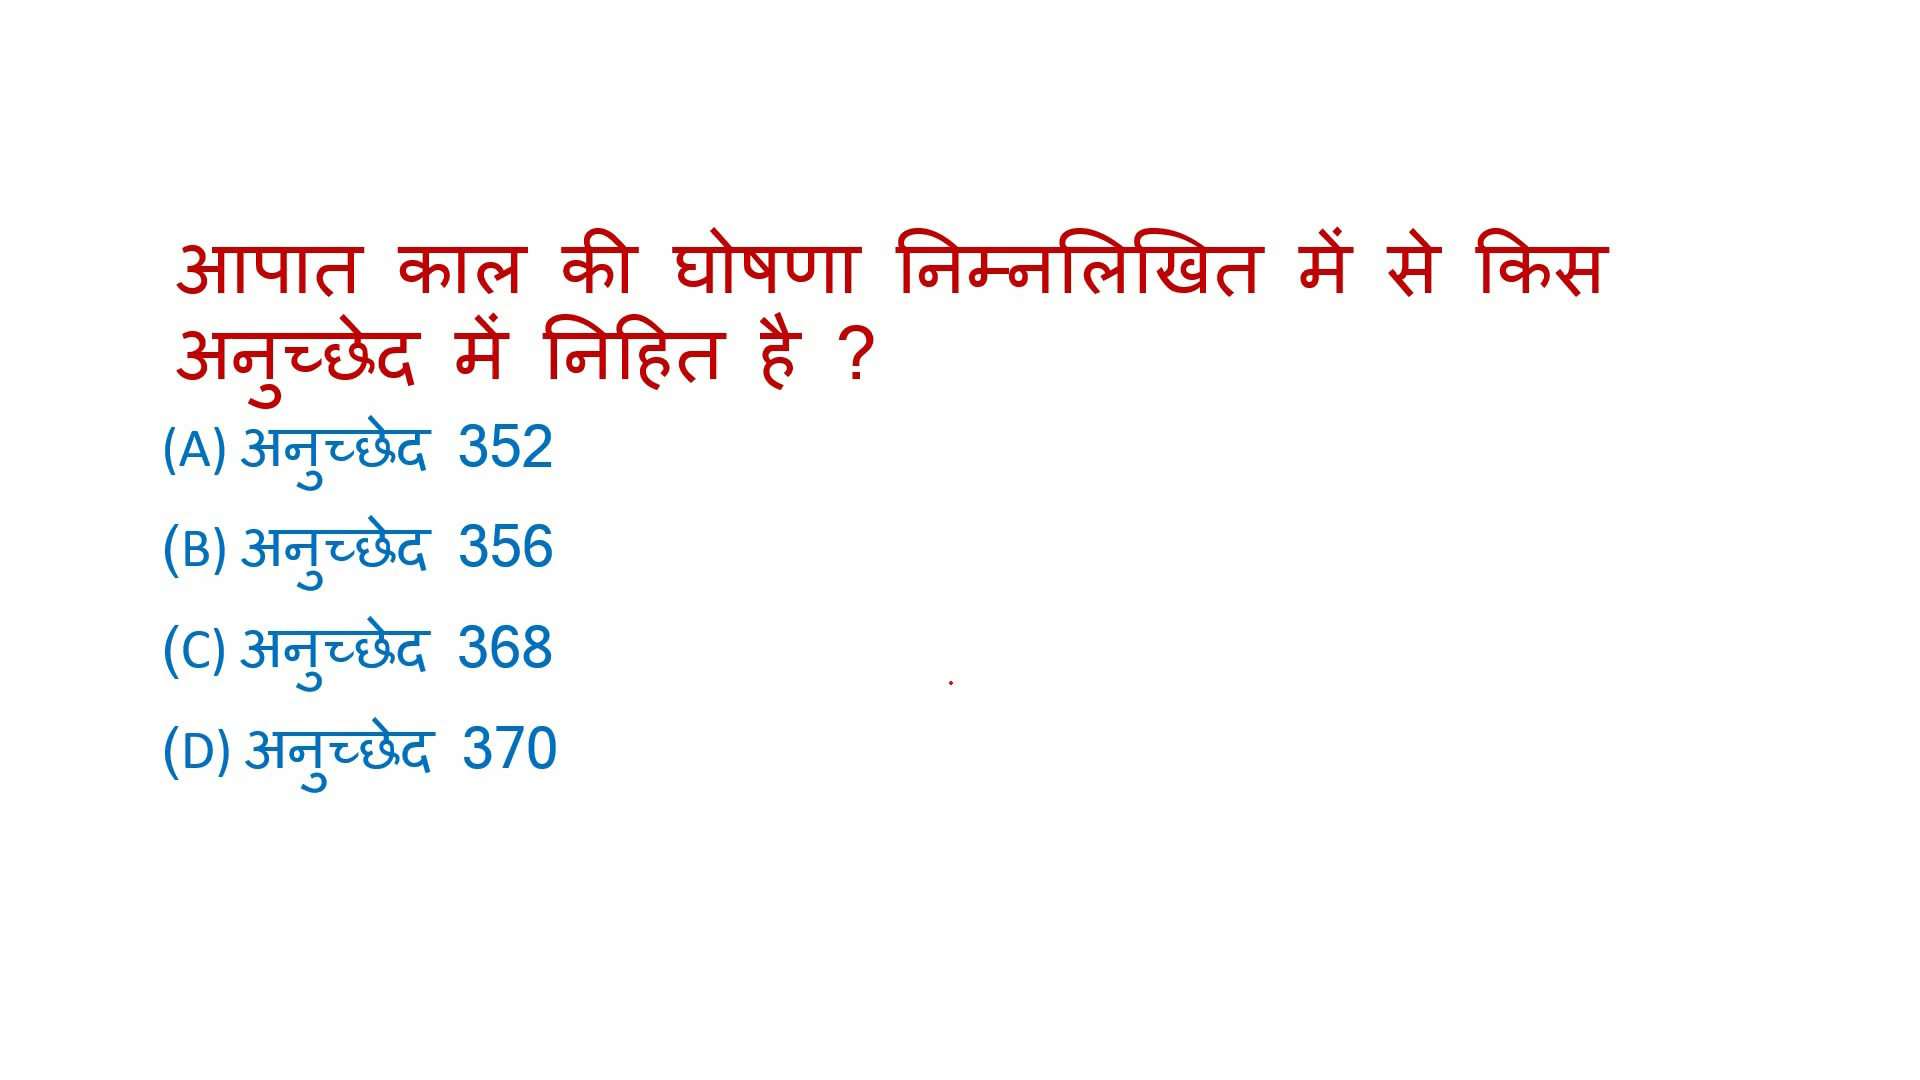 आपात काल की घोषणा निम्नलिखित में से किस
अनुच्छेद में निहित है ?
(A) अनुच्छेद 352
(B) अनुच्छेद 356
(C) अनुच्छेद 368
(D) अनुच्छेद 370